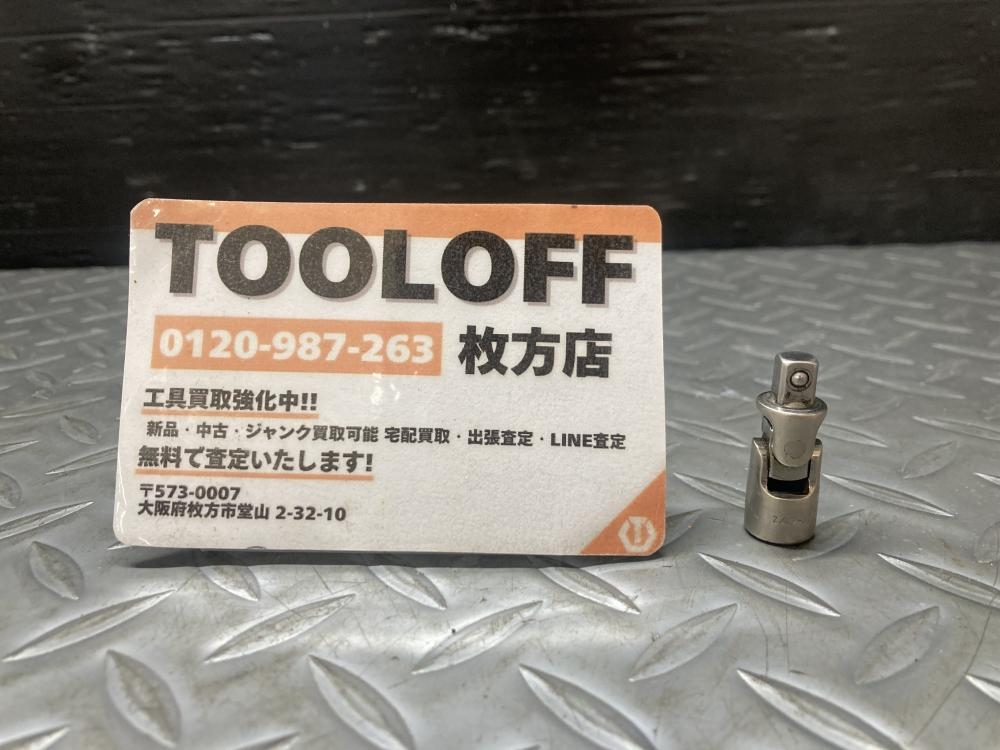 TOOLOFF
0120-987-263 枚方店
工具買取強化中!!
新品・中古・ジャンク買取可能 宅配買取・出張査定・LINE査定
無料で査定いたします!
〒573-0007
大阪府枚方市堂山 2-32-10